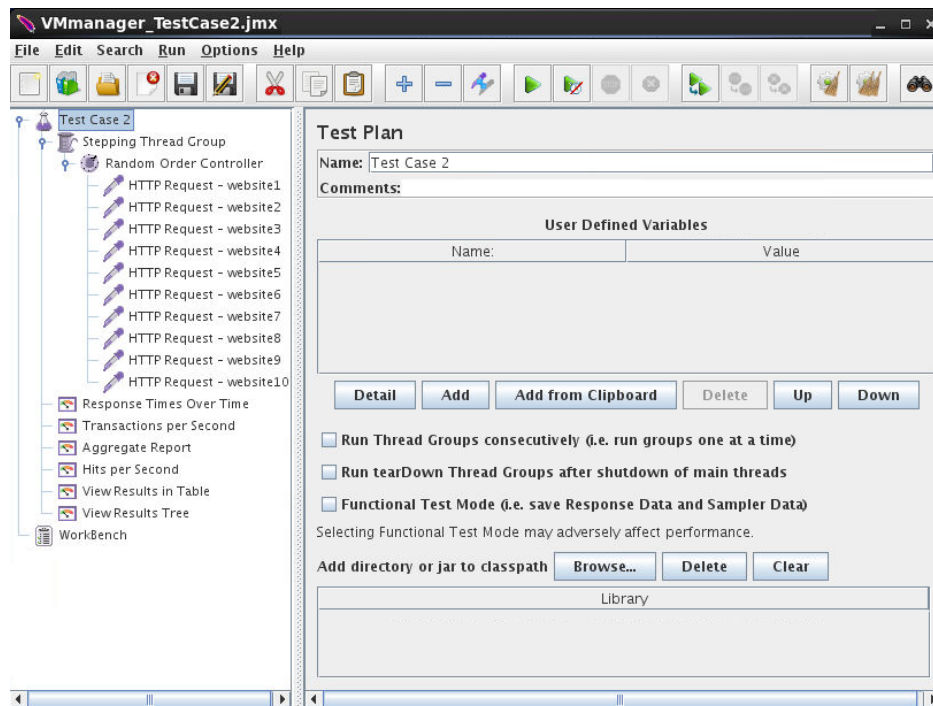 VMmanager_TestCase2.jmx
File Edit Search Run Options Help
Test Case 2
Stepping Thread Group
Random Order Controller
HTTP Request - website1
HTTP Request - website2
HTTP Request - website3
HTTP Request - website4
HTTP Request - website5
HTTP Request - website6
HTTP Request - website7
HTTP Request - website8
HTTP Request - website9
HTTP Request - website10
Response Times Over Time
Transactions per Second
Aggregate Report
Hits per Second
View Results in Table
View Results Tree
WorkBench
Test Plan
Name: Test Case 2
Comments:
User Defined Variables
Name: Value
Detail Add Add from Clipboard Delete Up Down
Run Thread Groups consecutively (i.e. run groups one at a time)
Run tearDown Thread Groups after shutdown of main threads
Functional Test Mode (i.e. save Response Data and Sampler Data)
Selecting Functional Test Mode may adversely affect performance.
Add directory or jar to classpath Browse... Delete Clear
Library